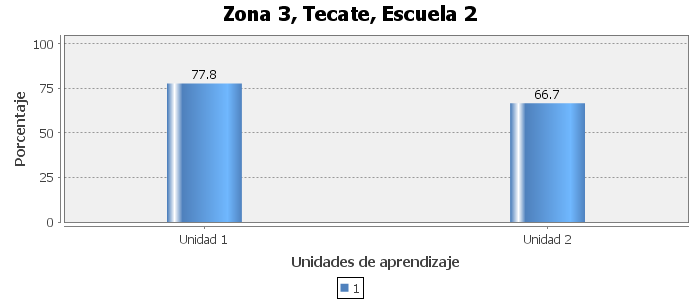 Zona 3, Tecate, Escuela 2
Porcentaje
100
75
50
25
0
77.8
66.7
Unidad 1
Unidad 2
Unidades de aprendizaje
1